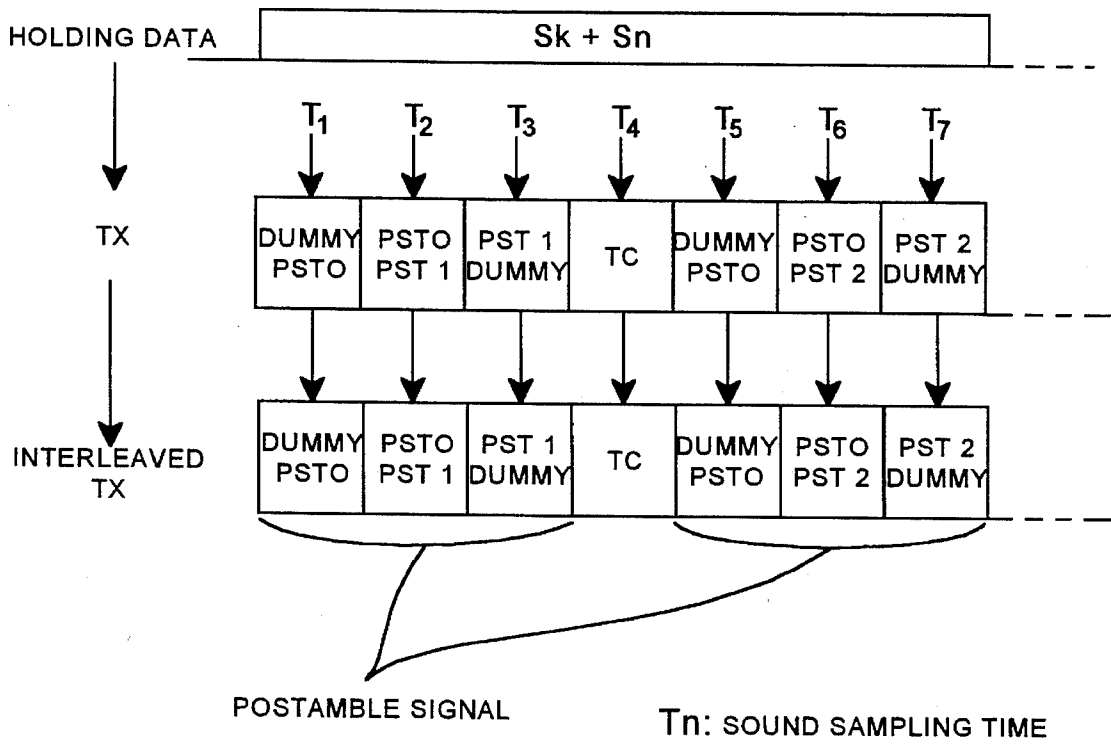 HOLDING DATA
Sk + Sn
T1 T2 T3 T4 T5 T6 T7
TX
DUMMY PSTO
PSTO PST 1
PST 1 DUMMY
TC
DUMMY PSTO
PSTO PST 2
PST 2 DUMMY
INTERLEAVED TX
DUMMY PSTO
PSTO PST 1
PST 1 DUMMY
TC
DUMMY PSTO
PSTO PST 2
PST 2 DUMMY
POSTAMBLE SIGNAL
Tn: SOUND SAMPLING TIME